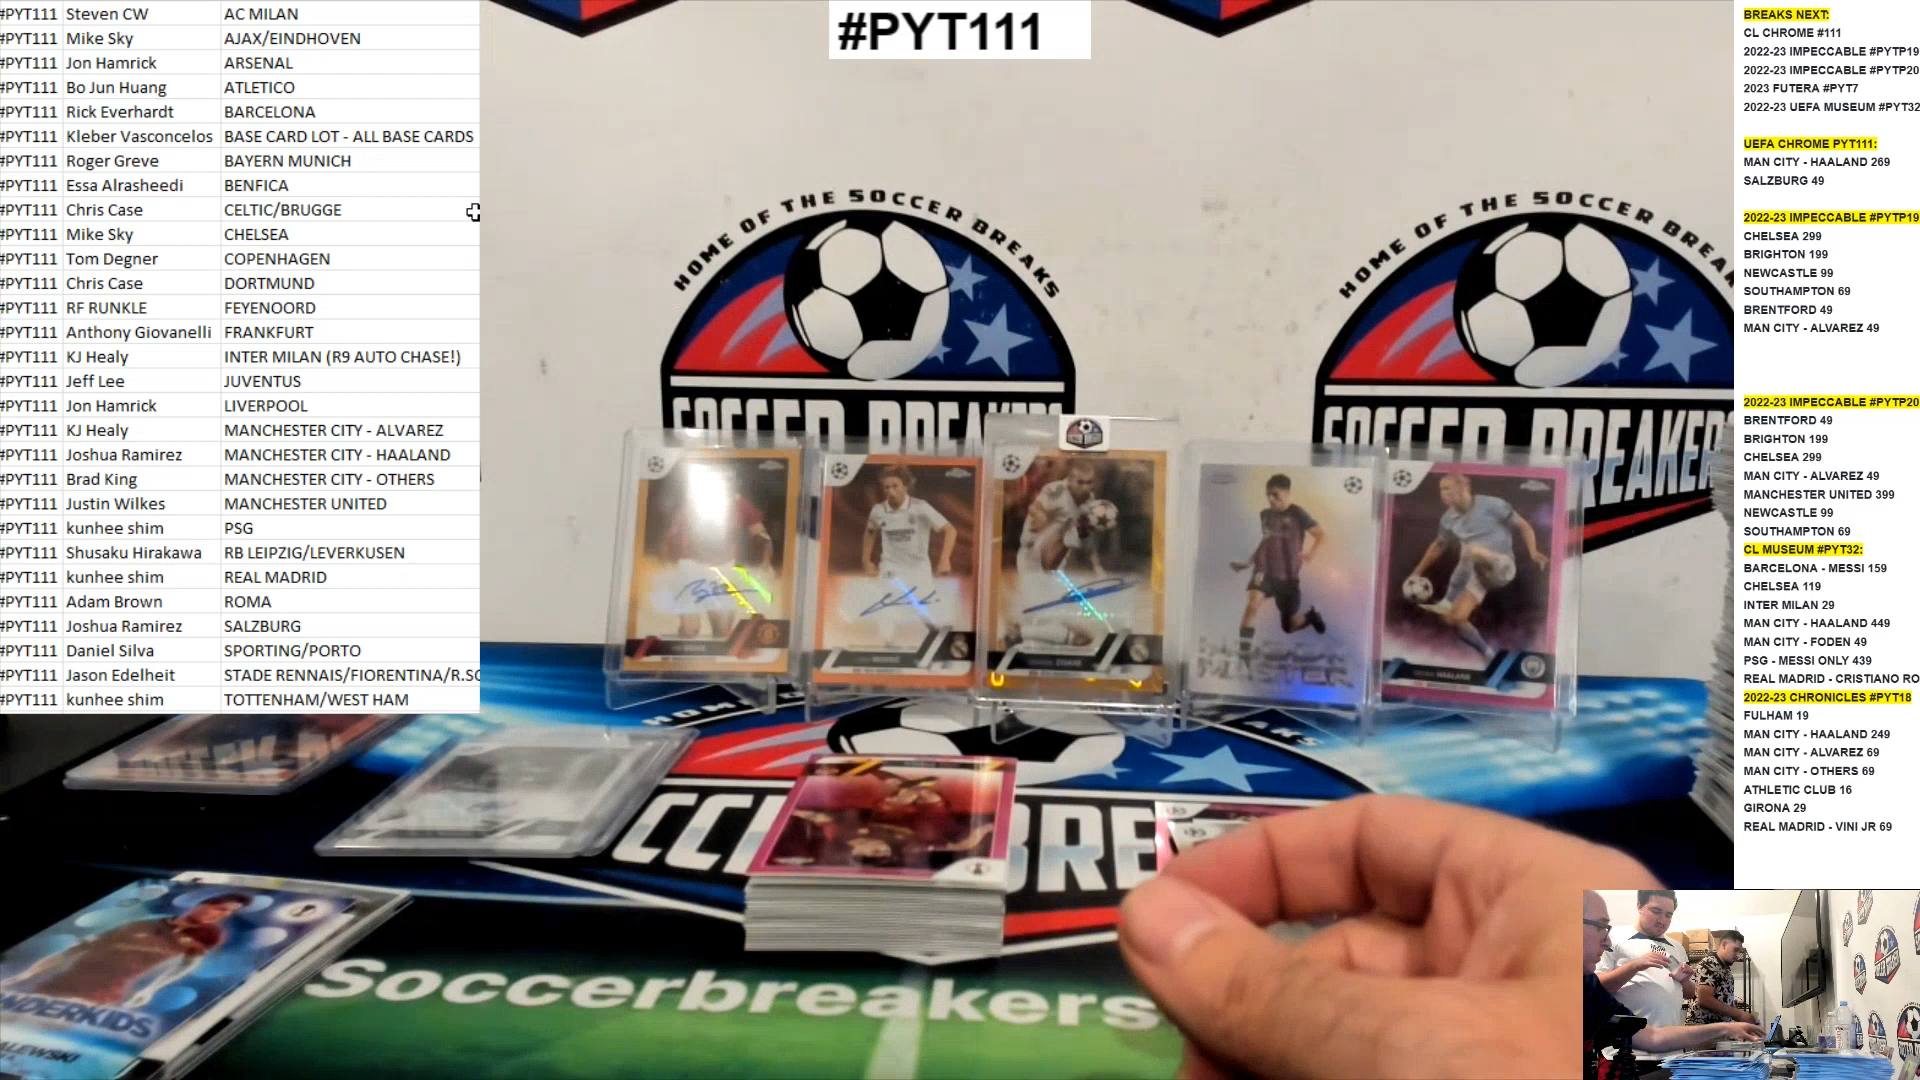 #PYT111 Steven CW AC MILAN
#PYT111 Mike Sky AJAX/EINDHOVEN
#PYT111 Jon Hamrick ARSENAL
#PYT111 Bo Jun Huang ATLETICO
#PYT111 Rick Everhardt BARCELONA
#PYT111 Kleber Vasconcelos BASE CARD LOT - ALL BASE CARDS
#PYT111 Roger Greve BAYERN MUNICH
#PYT111 Essa Alrasheedi BENFICA
#PYT111 Chris Case CELTIC/BRUGGE
#PYT111 Mike Sky CHELSEA
#PYT111 Tom Degner COPENHAGEN
#PYT111 Chris Case DORTMUND
#PYT111 RF RUNKLE FEYENOORD
#PYT111 Anthony Giovanelli FRANKFURT
#PYT111 KJ Healy INTER MILAN (R9 AUTO CHASE!)
#PYT111 Jeff Lee JUVENTUS
#PYT111 Jon Hamrick LIVERPOOL
#PYT111 KJ Healy MANCHESTER CITY - ALVAREZ
#PYT111 Joshua Ramirez MANCHESTER CITY - HAALAND
#PYT111 Brad King MANCHESTER CITY - OTHERS
#PYT111 Justin Wilkes MANCHESTER UNITED
#PYT111 kunhee shim PSG
#PYT111 Shusaku Hirakawa RB LEIPZIG/LEVERKUSEN
#PYT111 kunhee shim REAL MADRID
#PYT111 Adam Brown ROMA
#PYT111 Joshua Ramirez SALZBURG
#PYT111 Daniel Silva SPORTING/PORTO
#PYT111 Jason Edelheit STADE RENNAIS/FIORENTINA/R.SO
#PYT111 kunhee shim TOTTENHAM/WEST HAM
#PYT111
HOME OF THE SOCCER BREAKS
SOCCER BREAKERS
HOME OF THE SOCCER BREAKS
SOCCER BREAKERS
HAALAND
Soccerbreakers
BREAKS NEXT:
CL CHROME #111
2022-23 IMPECCABLE #PYTP19
2022-23 IMPECCABLE #PYTP20
2023 FUTERA #PYT7
2022-23 UEFA MUSEUM #PYT32
UEFA CHROME PYT111:
MAN CITY - HAALAND 269
SALZBURG 49
2022-23 IMPECCABLE #PYTP19
CHELSEA 299
BRIGHTON 199
NEWCASTLE 99
SOUTHAMPTON 69
BRENTFORD 49
MAN CITY - ALVAREZ 49
2022-23 IMPECCABLE #PYTP20
BRENTFORD 49
BRIGHTON 199
CHELSEA 299
MAN CITY - ALVAREZ 49
MANCHESTER UNITED 399
NEWCASTLE 99
SOUTHAMPTON 69
CL MUSEUM #PYT32:
BARCELONA - MESSI 159
CHELSEA 119
INTER MILAN 29
MAN CITY - HAALAND 449
MAN CITY - FODEN 49
PSG - MESSI ONLY 439
REAL MADRID - CRISTIANO RO
2022-23 CHRONICLES #PYT18
FULHAM 19
MAN CITY - HAALAND 249
MAN CITY - ALVAREZ 69
MAN CITY - OTHERS 69
ATHLETIC CLUB 16
GIRONA 29
REAL MADRID - VINI JR 69